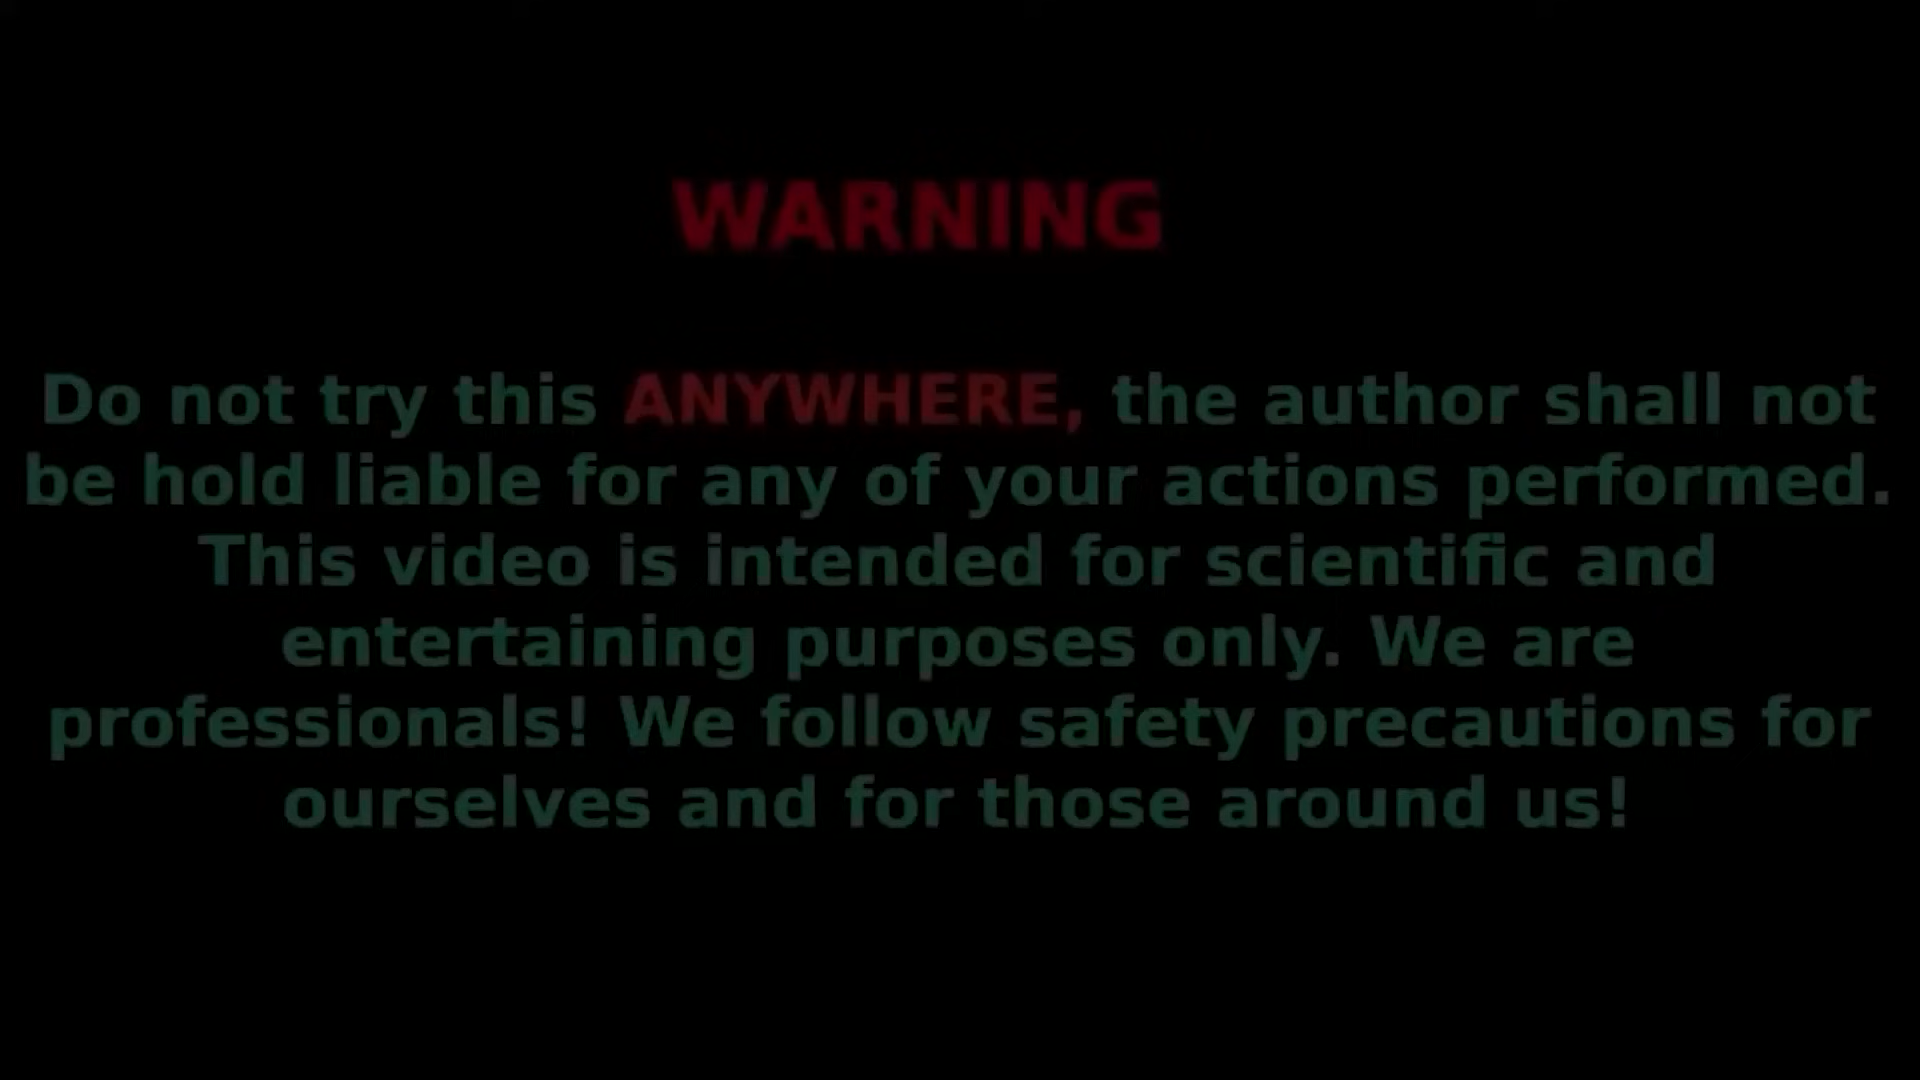 WARNING
Do not try this ANYWHERE, the author shall not
be hold liable for any of your actions performed.
This video is intended for scientific and
entertaining purposes only. We are
professionals! We follow safety precautions for
ourselves and for those around us!